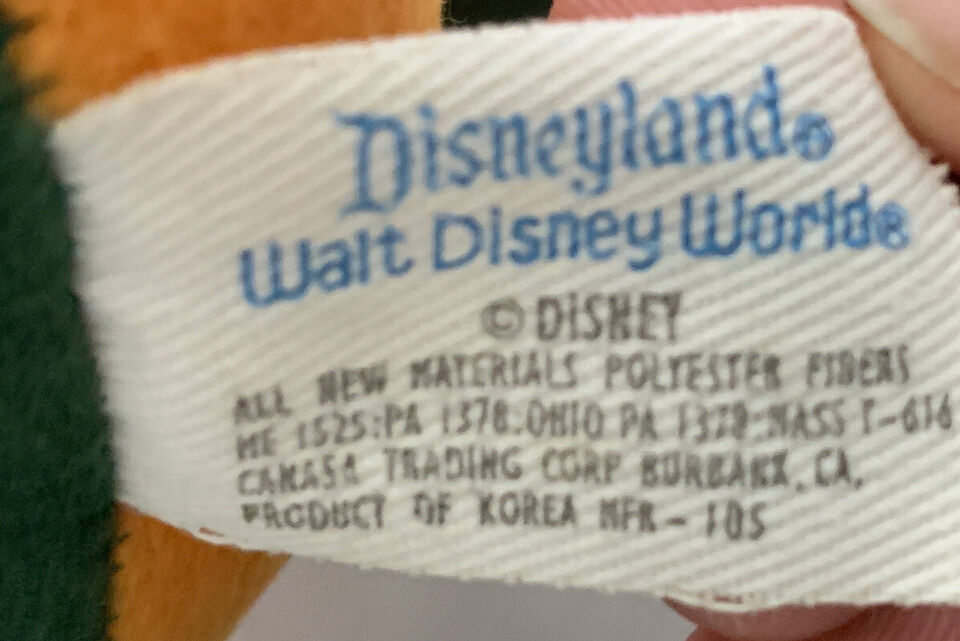 Disneyland®
Walt Disney World®
© DISNEY
ALL NEW MATERIALS POLYESTER FIBERS
ME 1525:PA 1378:OHIO PA 1378:MASS T-616
CANASA TRADING CORP BURBANK, CA.
PRODUCT OF KOREA MFR-105